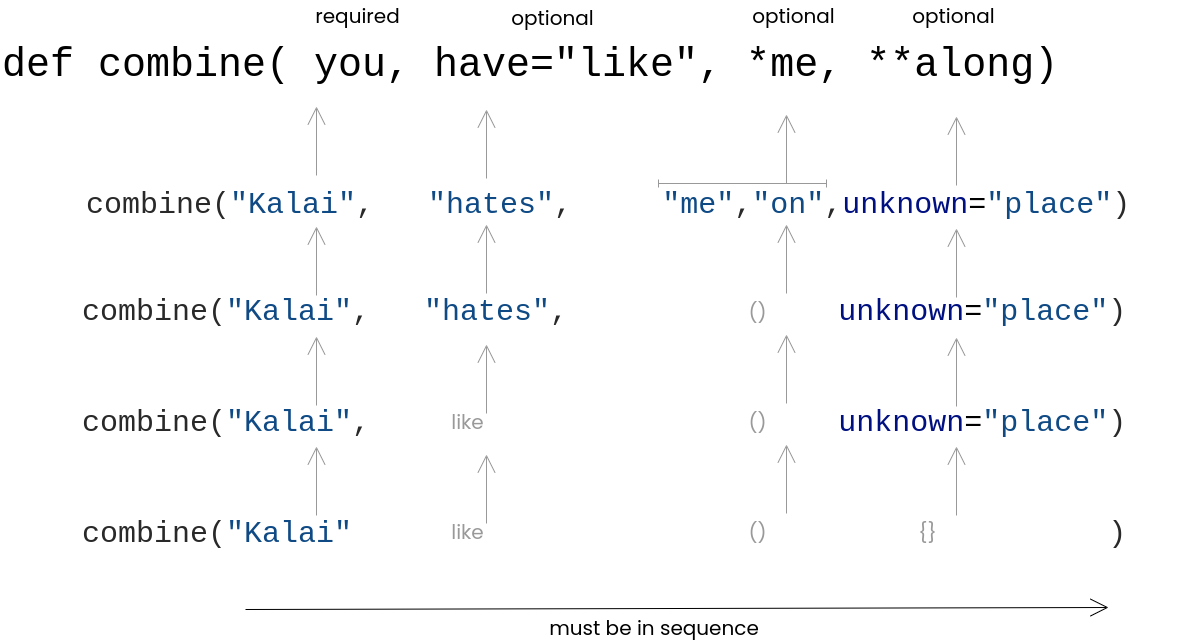 required optional optional optional
def combine( you, have="like", *me, **along)
combine("Kalai", "hates", "me","on",unknown="place")
combine("Kalai", "hates", () unknown="place")
combine("Kalai", like () unknown="place")
combine("Kalai" like () {} )
must be in sequence